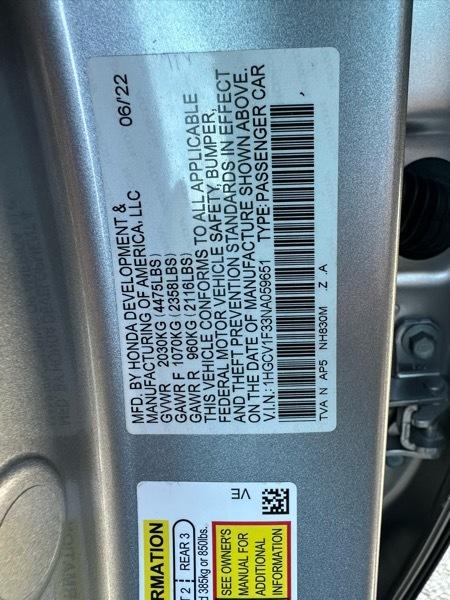 MFD. BY HONDA DEVELOPMENT & 06/'22
MANUFACTURING OF AMERICA, LLC
GVWR 2030KG (4475LBS)
GAWR F 1070KG (2358LBS)
GAWR R 960KG (2116LBS)
THIS VEHICLE CONFORMS TO ALL APPLICABLE
FEDERAL MOTOR VEHICLE SAFETY, BUMPER,
AND THEFT PREVENTION STANDARDS IN EFFECT
ON THE DATE OF MANUFACTURE SHOWN ABOVE.
V.I.N.: 1HGCV1F33NA059651 TYPE: PASSENGER CAR
TVA N AP5 NH830M Z .A
VE
REAR 3
385kg or 850lbs.
SEE OWNER'S
MANUAL FOR
ADDITIONAL